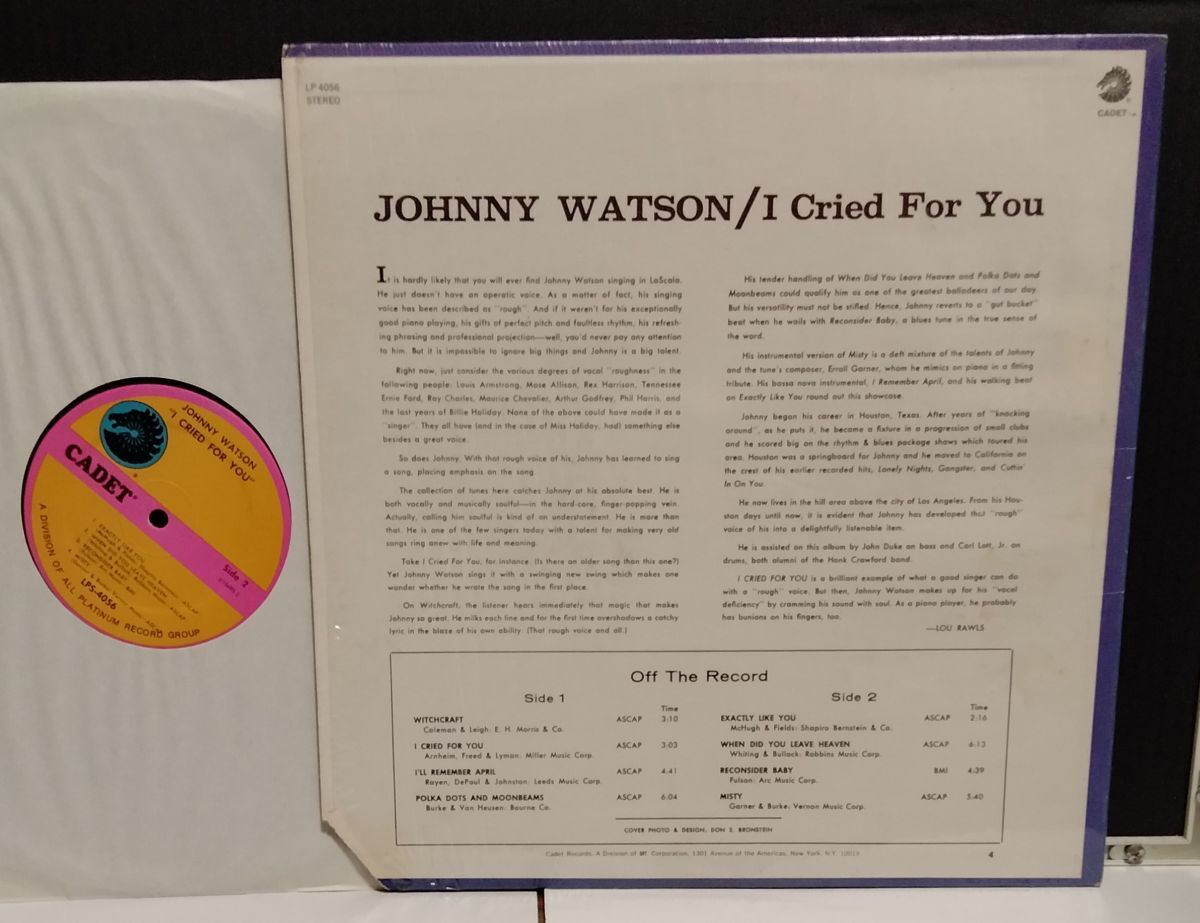 LP 4056
STEREO
CADET
JOHNNY WATSON/I Cried For You
It is hardly likely that you will ever find Johnny Watson singing in LaScala.
He just doesn't have an operatic voice. As a matter of fact, his singing
voice has been described as "rough". And if it weren't for his exceptionally
good piano playing, his gifts of perfect pitch and faultless rhythm, his refresh-
ing phrasing and professional projection—well, you'd never pay any attention
to him. But it is impossible to ignore big things and Johnny is a big talent.
Right now, just consider the various degrees of vocal "roughness" in the
following people: Louis Armstrong, Mose Allison, Rex Harrison, Tennessee
Ernie Ford, Ray Charles, Maurice Chevalier, Arthur Godfrey, Phil Harris, and
the last years of Billie Holiday. None of the above could have made it as a
"singer". They all have (and in the case of Miss Holiday, had) something else
besides a great voice.
So does Johnny. With that rough voice of his, Johnny has learned to sing
a song, placing emphasis on the song.
The collection of tunes here catches Johnny at his absolute best. He is
both vocally and musically soulful—in the hard-core, finger-popping vein.
Actually, calling him soulful is kind of an understatement. He is more than
that. He is one of the few singers today with a talent for making very old
songs ring anew with life and meaning.
Take I Cried For You, for instance. (Is there an older song than this one?)
Yet Johnny Watson sings it with a swinging new swing which makes one
wonder whether he wrote the song in the first place.
On Witchcraft, the listener hears immediately that magic that makes
Johnny so great. He milks each line and for the first time overshadows a catchy
lyric in the blaze of his own ability. (That rough voice and all.)
His tender handling of When Did You Leave Heaven and Polka Dots and
Moonbeams could qualify him as one of the greatest balladeers of our day.
But his versatility must not be stifled. Hence, Johnny reverts to a "gut bucket"
beat when he wails with Reconsider Baby, a blues tune in the true sense of
the word.
His instrumental version of Misty is a deft mixture of the talents of Johnny
and the tune's composer, Erroll Garner, whom he mimics on piano in a fitting
tribute. His bossa nova instrumental, I Remember April, and his walking beat
on Exactly Like You round out this showcase.
Johnny began his career in Houston, Texas. After years of "knocking
around", as he puts it, he became a fixture in a progression of small clubs
and he scored big on the rhythm & blues package shows which toured his
area. Houston was a springboard for Johnny and he moved to California on
the crest of his earlier recorded hits, Lonely Nights, Gangster, and Cuttin'
In On You.
He now lives in the hill area above the city of Los Angeles. From his Hou-
ston days until now, it is evident that Johnny has developed that "rough"
voice of his into a delightfully listenable item.
He is assisted on this album by John Duke on bass and Carl Lott, Jr. on
drums, both alumni of the Hank Crawford band.
I CRIED FOR YOU is a brilliant example of what a good singer can do
with a "rough" voice. But then, Johnny Watson makes up for his "vocal
deficiency" by cramming his sound with soul. As a piano player, he probably
has bunions on his fingers, too.
—LOU RAWLS
Off The Record
Side 1
Time
WITCHCRAFT ASCAP 3:10
Coleman & Leigh: E. H. Morris & Co.
I CRIED FOR YOU ASCAP 3:03
Arnheim, Freed & Lyman: Miller Music Corp.
I'LL REMEMBER APRIL ASCAP 4:41
Rayen, DePaul & Johnston: Leeds Music Corp.
POLKA DOTS AND MOONBEAMS ASCAP 6:04
Burke & Van Heusen: Bourne Co.
Side 2
Time
EXACTLY LIKE YOU ASCAP 2:16
McHugh & Fields: Shapiro Bernstein & Co.
WHEN DID YOU LEAVE HEAVEN ASCAP 6:13
Whiting & Bullock: Robbins Music Corp.
RECONSIDER BABY BMI 4:39
Fulson: Arc Music Corp.
MISTY ASCAP 5:40
Garner & Burke: Vernon Music Corp.
COVER PHOTO & DESIGN: DON S. BRONSTEIN
Cadet Records, A Division of Corporation, 1301 Avenue of the Americas, New York, N.Y. 10019
4
JOHNNY WATSON
"I CRIED FOR YOU"
CADET
Side 2
1. EXACTLY LIKE YOU
WHEN DID YOU LEAVE HEAVEN
RECONSIDER BABY
MISTY
LPS-4056
A DIVISION OF ALL PLATINUM RECORD GROUP